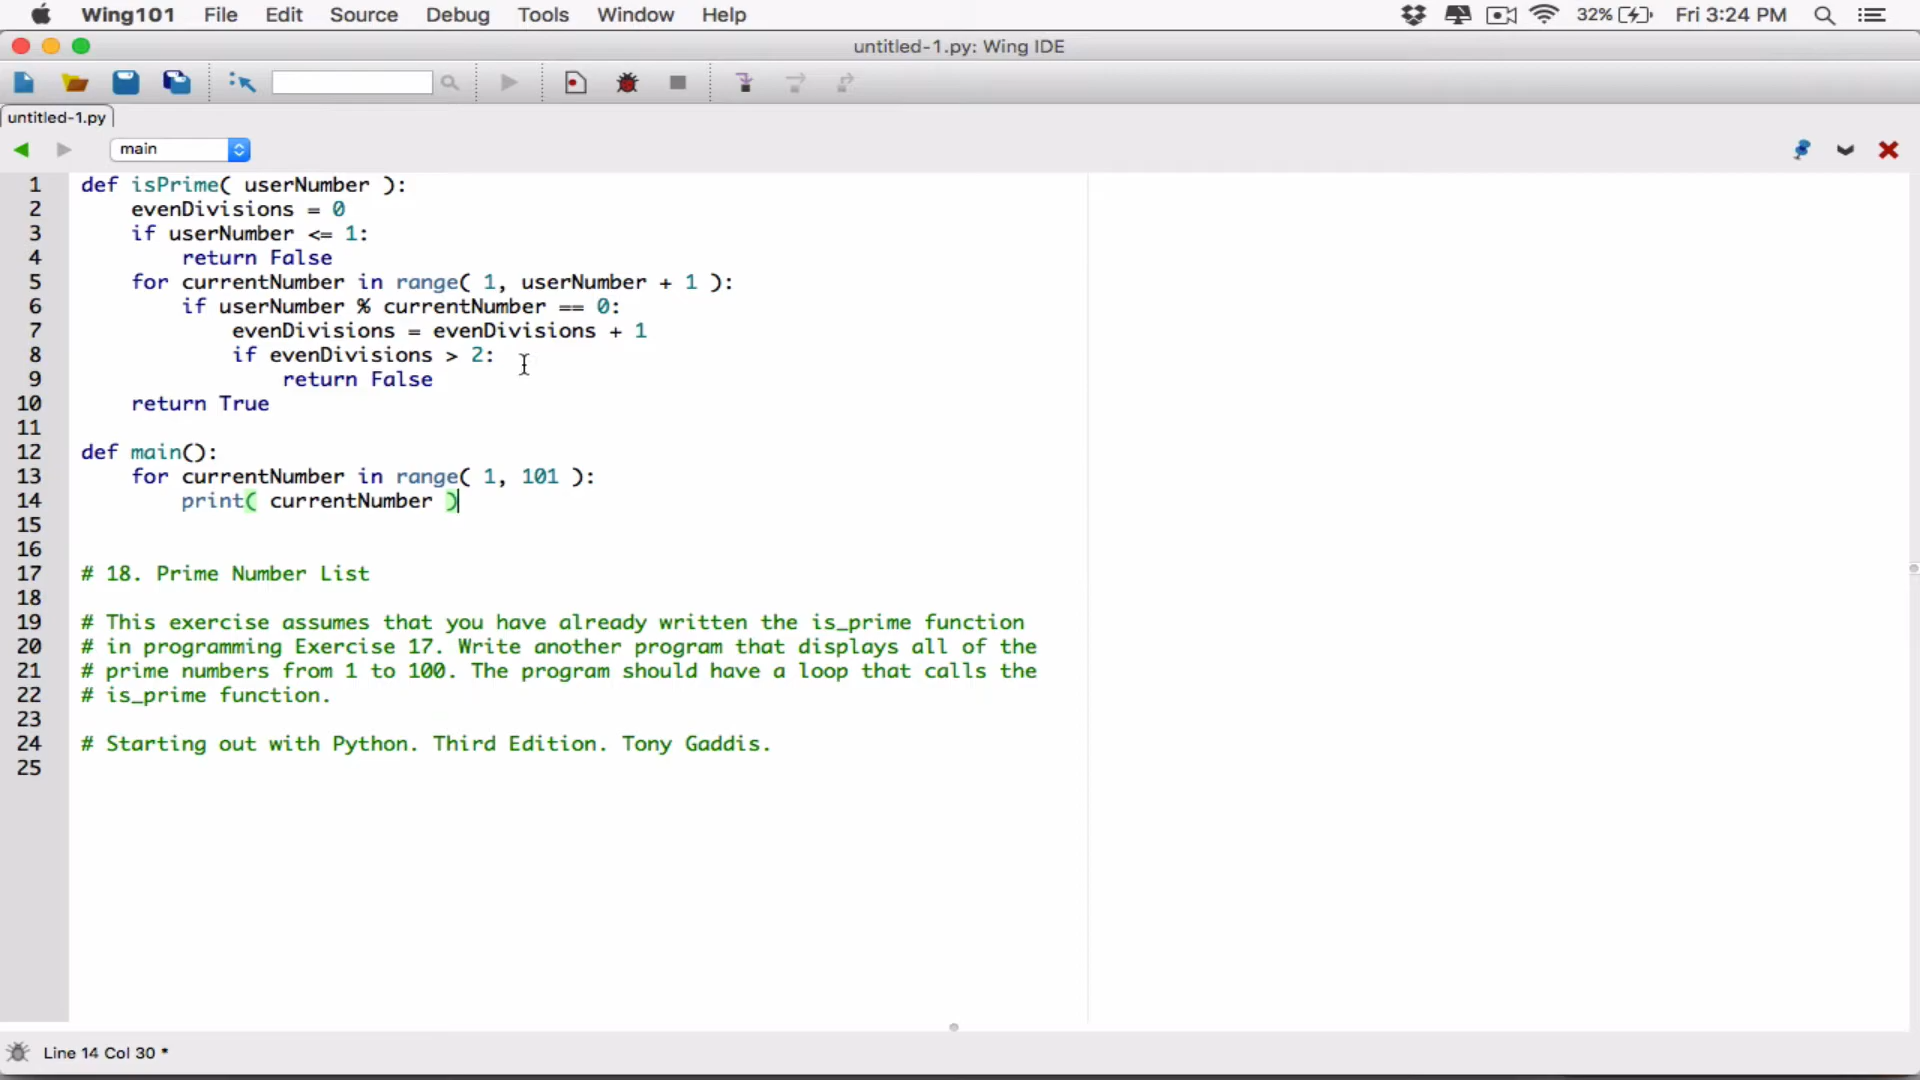 Wing101 File Edit Source Debug Tools Window Help 32% Fri 3:24 PM
untitled-1.py: Wing IDE
untitled-1.py
main
1 def isPrime( userNumber ):
2     evenDivisions = 0
3     if userNumber <= 1:
4         return False
5     for currentNumber in range( 1, userNumber + 1 ):
6         if userNumber % currentNumber == 0:
7             evenDivisions = evenDivisions + 1
8             if evenDivisions > 2:
9                 return False
10     return True
11
12 def main():
13     for currentNumber in range( 1, 101 ):
14         print( currentNumber )
15
16
17 # 18. Prime Number List
18
19 # This exercise assumes that you have already written the is_prime function
20 # in programming Exercise 17. Write another program that displays all of the
21 # prime numbers from 1 to 100. The program should have a loop that calls the
22 # is_prime function.
23
24 # Starting out with Python. Third Edition. Tony Gaddis.
25
Line 14 Col 30 *